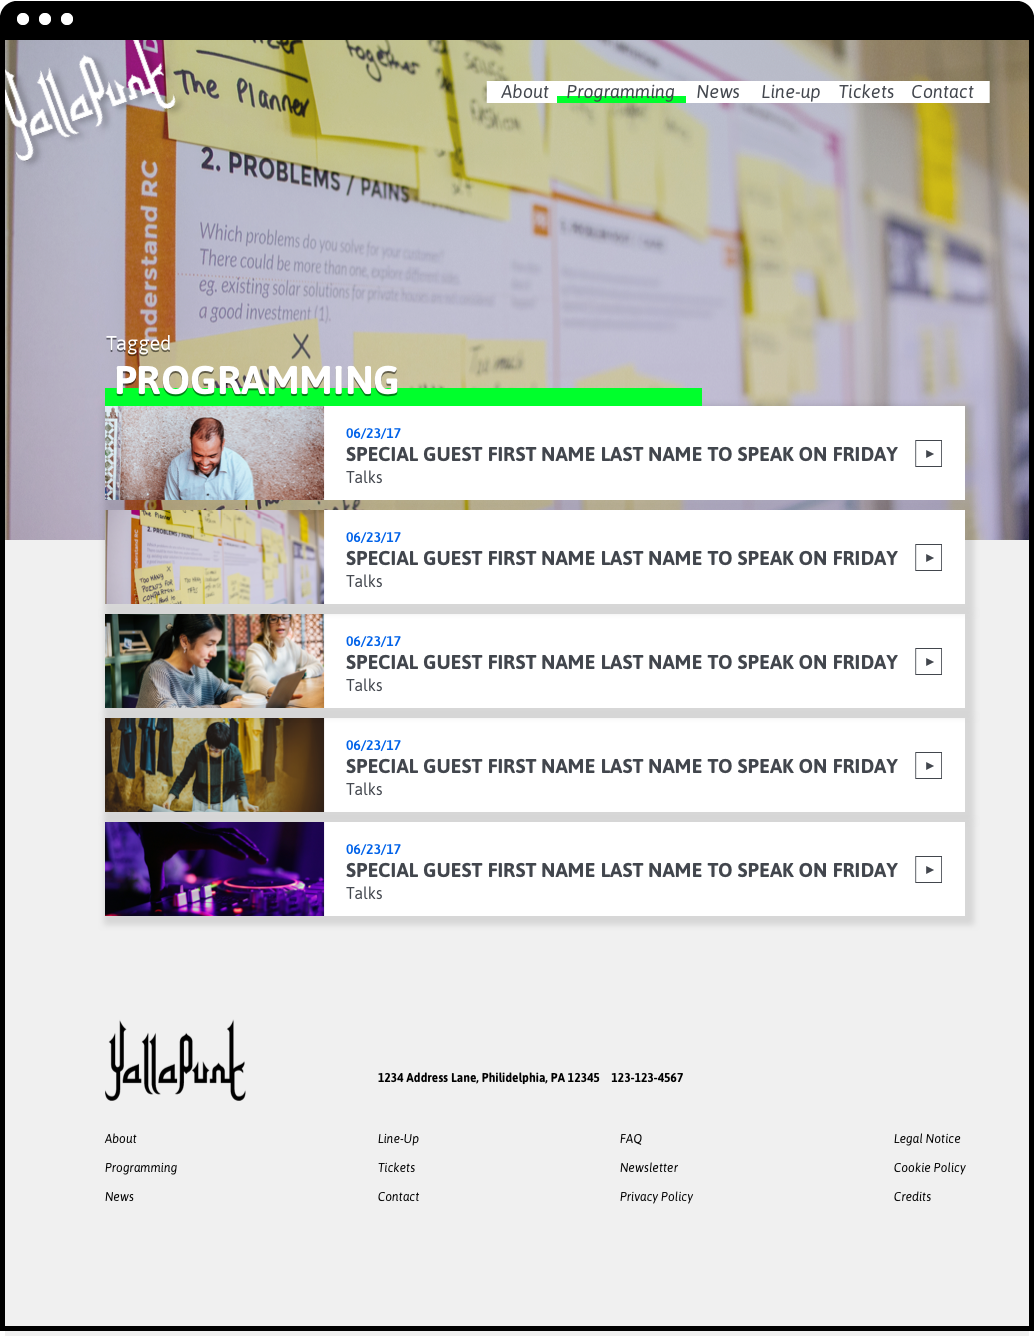 YallaPunk
The Planner
together
About Programming News Line-up Tickets Contact
2. PROBLEMS / PAINS
Understand RC
Which problems do you solve for your customer?
There could be more than one, explore different sides,
eg. existing solar solutions for private houses are not considered
a good investment (1).
X
Tagged
PROGRAMMING
06/23/17
SPECIAL GUEST FIRST NAME LAST NAME TO SPEAK ON FRIDAY
Talks
06/23/17
SPECIAL GUEST FIRST NAME LAST NAME TO SPEAK ON FRIDAY
Talks
2. PROBLEMS /
TOO MANY
06/23/17
SPECIAL GUEST FIRST NAME LAST NAME TO SPEAK ON FRIDAY
Talks
06/23/17
SPECIAL GUEST FIRST NAME LAST NAME TO SPEAK ON FRIDAY
Talks
06/23/17
SPECIAL GUEST FIRST NAME LAST NAME TO SPEAK ON FRIDAY
Talks
YallaPunk
1234 Address Lane, Philidelphia, PA 12345 123-123-4567
About Line-Up FAQ Legal Notice
Programming Tickets Newsletter Cookie Policy
News Contact Privacy Policy Credits